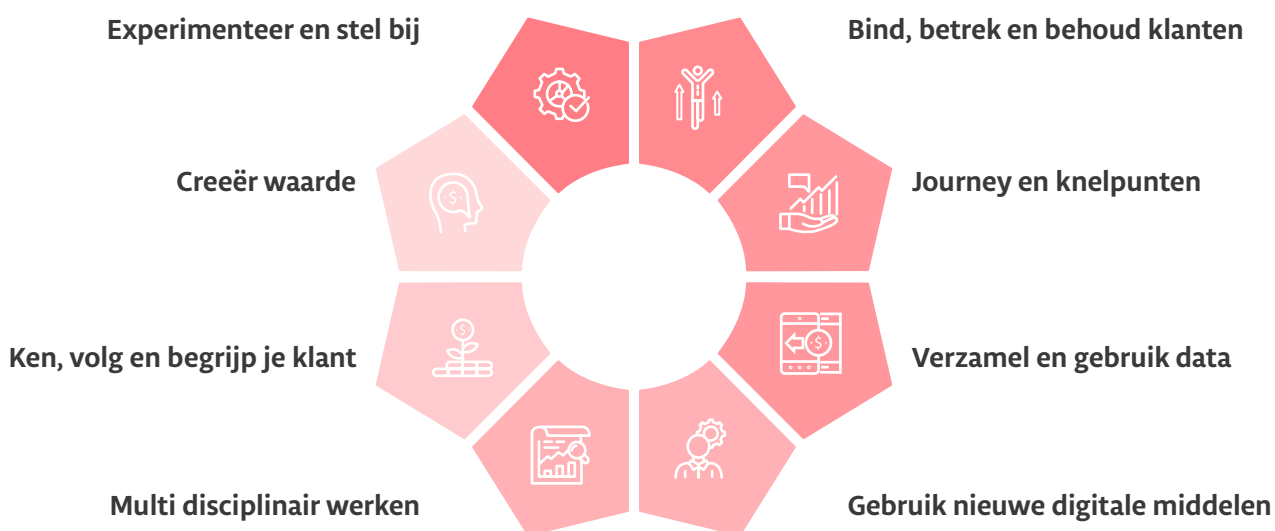 Experimenteer en stel bij
Bind, betrek en behoud klanten
Creeër waarde
Journey en knelpunten
Ken, volg en begrijp je klant
Verzamel en gebruik data
Multi disciplinair werken
Gebruik nieuwe digitale middelen